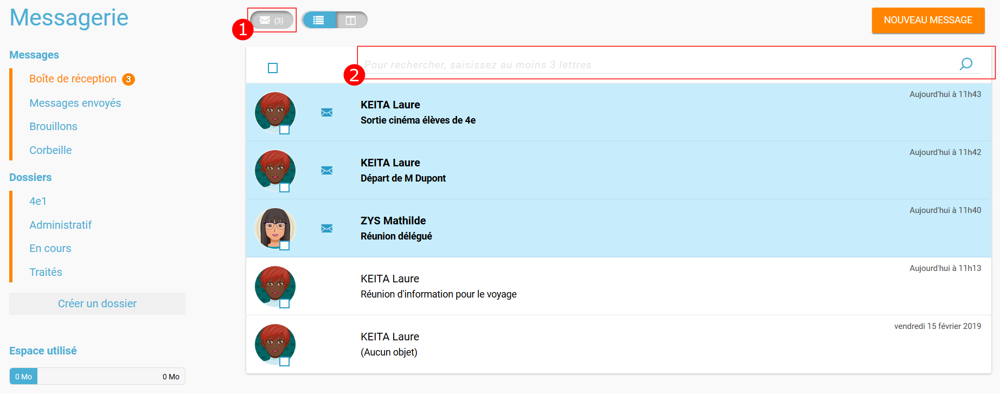 Messagerie
1
(3)
NOUVEAU MESSAGE
Messages
Boîte de réception 3
Messages envoyés
Brouillons
Corbeille
Dossiers
4e1
Administratif
En cours
Traités
Créer un dossier
Espace utilisé
0 Mo 0 Mo
2
Pour rechercher, saisissez au moins 3 lettres
Aujourd'hui à 11h43
KEITA Laure
Sortie cinéma élèves de 4e
Aujourd'hui à 11h42
KEITA Laure
Départ de M Dupont
Aujourd'hui à 11h40
ZYS Mathilde
Réunion délégué
Aujourd'hui à 11h13
KEITA Laure
Réunion d'information pour le voyage
vendredi 15 février 2019
KEITA Laure
(Aucun objet)